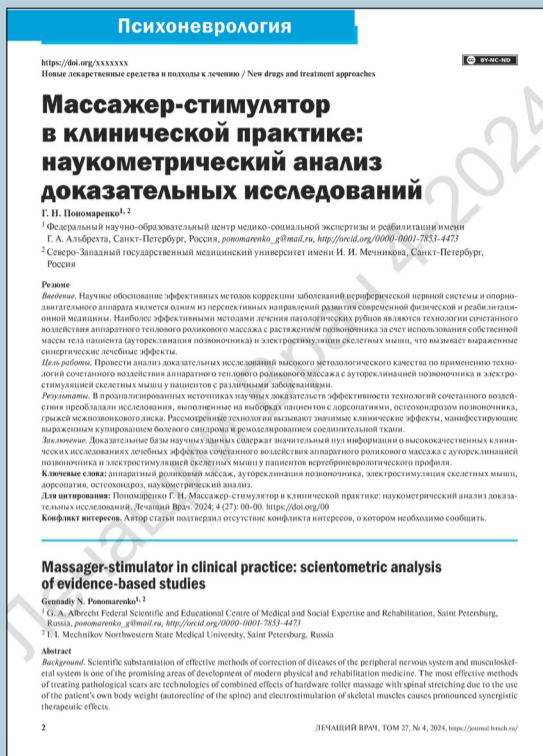 Психоневрология
https://doi.org/xxxxxxx
BY-NC-ND
Новые лекарственные средства и подходы к лечению / New drugs and treatment approaches
Массажер-стимулятор
в клинической практике:
наукометрический анализ
доказательных исследований
Г. Н. Пономаренко1, 2
1 Федеральный научно-образовательный центр медико-социальной экспертизы и реабилитации имени
Г. А. Альбрехта, Санкт-Петербург, Россия, ponomarenko_g@mail.ru, http://orcid.org/0000-0001-7853-4473
2 Северо-Западный государственный медицинский университет имени И. И. Мечникова, Санкт-Петербург,
Россия
Резюме
Введение. Научное обоснование эффективных методов коррекции заболеваний периферической нервной системы и опорно-
двигательного аппарата является одним из перспективных направлений развития современной физической и реабилитаци-
онной медицины. Наиболее эффективными методами лечения патологических рубцов являются технологии сочетанного
воздействия аппаратного теплового роликового массажа с растяжением позвоночника за счет использования собственной
массы тела пациента (аутореклинация позвоночника) и электростимуляции скелетных мышц, что вызывает выраженные
синергические лечебные эффекты.
Цель работы. Провести анализ доказательных исследований высокого методологического качества по применению техно-
логий сочетанного воздействия аппаратного теплового роликового массажа с аутореклинацией позвоночника и электро-
стимуляцией скелетных мышц у пациентов с различными заболеваниями.
Результаты. В проанализированных источниках научных доказательств эффективности технологий сочетанного воздей-
ствия преобладали исследования, выполненные на выборках пациентов с дорсопатиями, остеохондрозом позвоночника,
грыжей межпозвонкового диска. Рассмотренные технологии вызывают значимые клинические эффекты, манифестирующие
выраженным купированием болевого синдрома и ремоделированием соединительной ткани.
Заключение. Доказательные базы научных данных содержат значительный пул информации о высококачественных клини-
ческих исследованиях лечебных эффектов сочетанного воздействия аппаратного роликового массажа с аутореклинацией
позвоночника и электростимуляцией скелетных мышц у пациентов вертеброневрологического профиля.
Ключевые слова: аппаратный роликовый массаж, аутореклинация позвоночника, электростимуляция скелетных мышц,
дорсопатия, остеохондроз, наукометрический анализ.
Для цитирования: Пономаренко Г. Н. Массажер-стимулятор в клинической практике: наукометрический анализ доказа-
тельных исследований. Лечащий Врач. 2024; 4 (27): 00-00. https://doi.org/00
Конфликт интересов. Автор статьи подтвердил отсутствие конфликта интересов, о котором необходимо сообщить.
Massager-stimulator in clinical practice: scientometric analysis
of evidence-based studies
Gennadiy N. Ponomarenko1, 2
1 G. A. Albrecht Federal Scientific and Educational Centre of Medical and Social Expertise and Rehabilitation, Saint Petersburg,
Russia, ponomarenko_g@mail.ru, http://orcid.org/0000-0001-7853-4473
2 I. I. Mechnikov Northwestern State Medical University, Saint Petersburg, Russia
Abstract
Background. Scientific substantiation of effective methods of correction of diseases of the peripheral nervous system and musculoskel-
etal system is one of the promising areas of development of modern physical and rehabilitation medicine. The most effective methods
of treating pathological scars are technologies of combined effects of hardware roller massage with spinal stretching due to the use
of the patient's own body weight (autorecline of the spine) and electrostimulation of skeletal muscles causes pronounced synergistic
therapeutic effects.
2
ЛЕЧАЩИЙ ВРАЧ, ТОМ 27, № 4, 2024, https://journal.lvrach.ru/
Лечащий Врач 4-2024